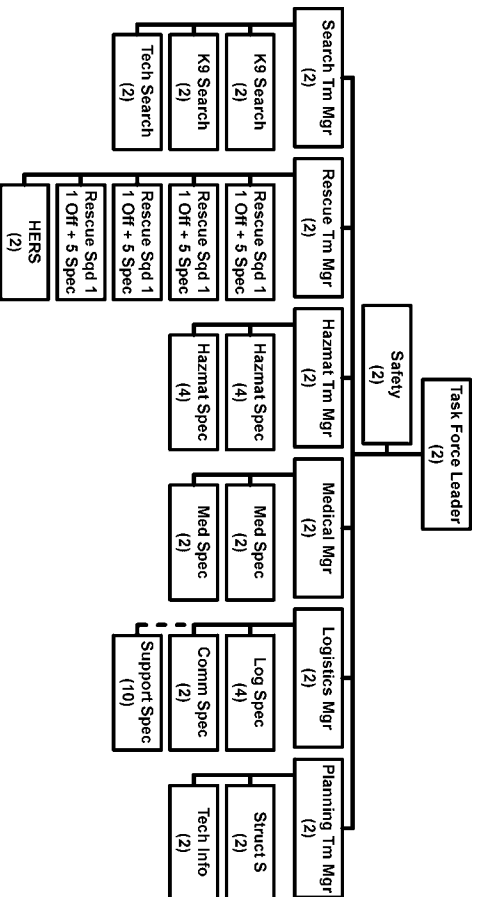 Task Force Leader
(2)
Safety
(2)
Search Tm Mgr
(2)
K9 Search
(2)
K9 Search
(2)
Tech Search
(2)
Rescue Tm Mgr
(2)
Rescue Sqd 1
1 Off + 5 Spec
Rescue Sqd 1
1 Off + 5 Spec
Rescue Sqd 1
1 Off + 5 Spec
Rescue Sqd 1
1 Off + 5 Spec
HERS
(2)
Hazmat Tm Mgr
(2)
Hazmat Spec
(4)
Hazmat Spec
(4)
Medical Mgr
(2)
Med Spec
(2)
Med Spec
(2)
Logistics Mgr
(2)
Log Spec
(4)
Comm Spec
(2)
Support Spec
(10)
Planning Tm Mgr
(2)
Struct S
(2)
Tech Info
(2)